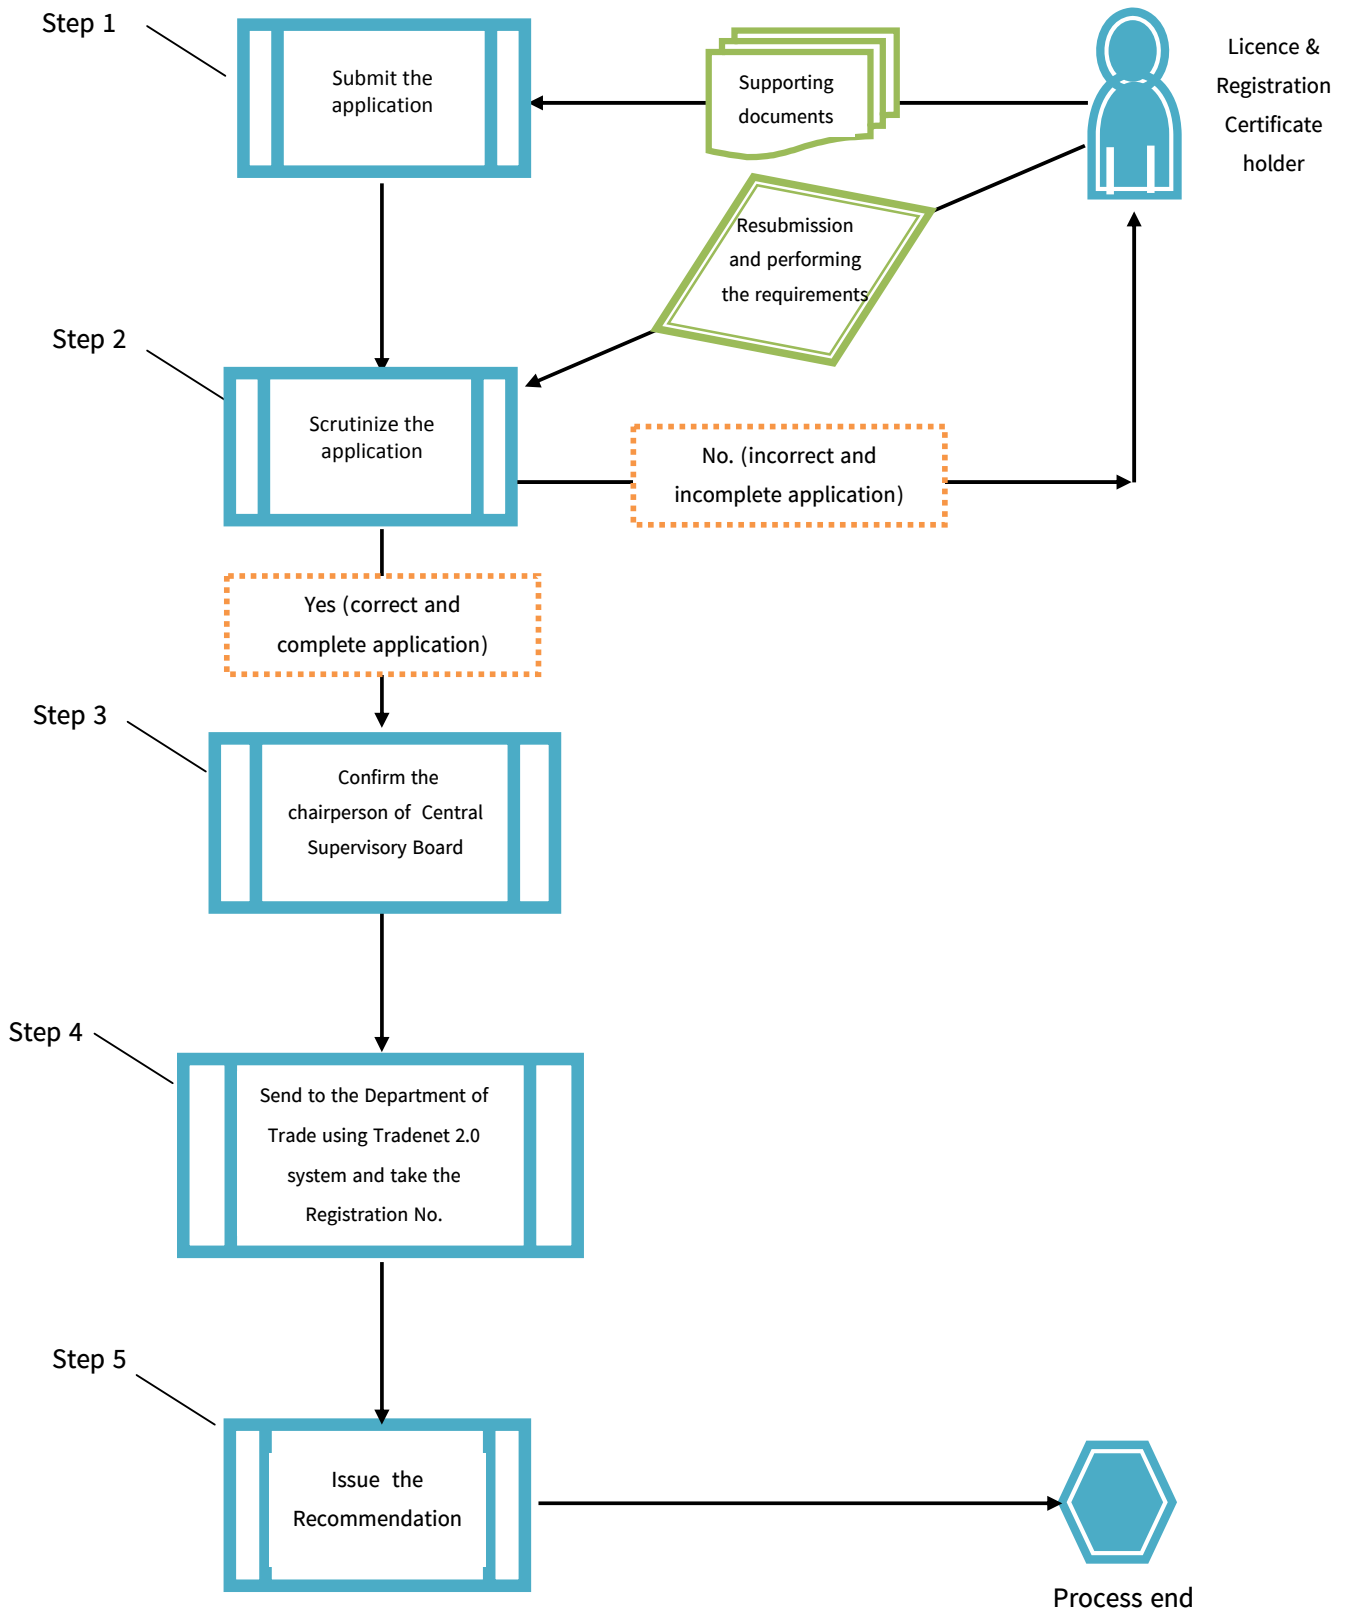 Step 1
Submit the
application
Supporting
documents
Licence &
Registration
Certificate
holder
Resubmission
and performing
the requirements
Step 2
Scrutinize the
application
No. (incorrect and
incomplete application)
Yes (correct and
complete application)
Step 3
Confirm the
chairperson of Central
Supervisory Board
Step 4
Send to the Department of
Trade using Tradenet 2.0
system and take the
Registration No.
Step 5
Issue the
Recommendation
Process end